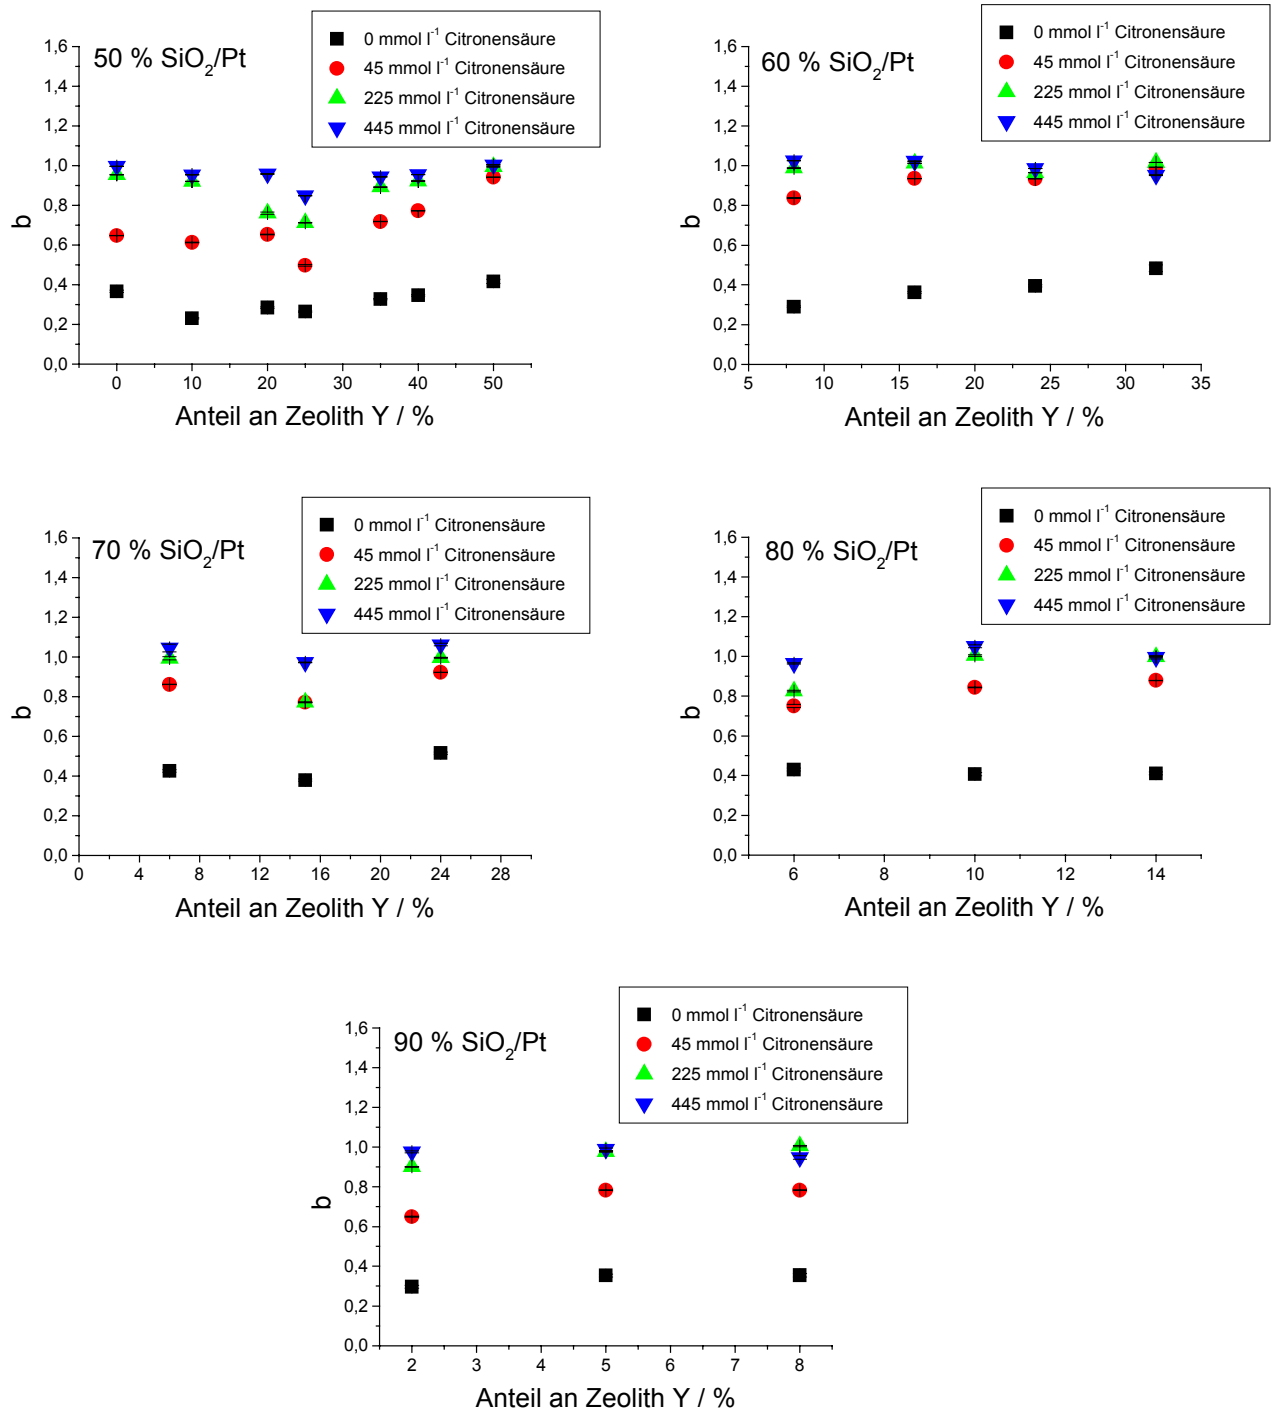 50 % SiO₂/Pt
0 mmol l⁻¹ Citronensäure
45 mmol l⁻¹ Citronensäure
225 mmol l⁻¹ Citronensäure
445 mmol l⁻¹ Citronensäure
1,6
1,4
1,2
1,0
0,8
0,6
0,4
0,2
0,0
b
0 10 20 30 40 50
Anteil an Zeolith Y / %
60 % SiO₂/Pt
0 mmol l⁻¹ Citronensäure
45 mmol l⁻¹ Citronensäure
225 mmol l⁻¹ Citronensäure
445 mmol l⁻¹ Citronensäure
1,6
1,4
1,2
1,0
0,8
0,6
0,4
0,2
0,0
b
5 10 15 20 25 30 35
Anteil an Zeolith Y / %
70 % SiO₂/Pt
0 mmol l⁻¹ Citronensäure
45 mmol l⁻¹ Citronensäure
225 mmol l⁻¹ Citronensäure
445 mmol l⁻¹ Citronensäure
1,6
1,4
1,2
1,0
0,8
0,6
0,4
0,2
0,0
b
0 4 8 12 16 20 24 28
Anteil an Zeolith Y / %
80 % SiO₂/Pt
0 mmol l⁻¹ Citronensäure
45 mmol l⁻¹ Citronensäure
225 mmol l⁻¹ Citronensäure
445 mmol l⁻¹ Citronensäure
1,6
1,4
1,2
1,0
0,8
0,6
0,4
0,2
0,0
b
6 8 10 12 14
Anteil an Zeolith Y / %
90 % SiO₂/Pt
0 mmol l⁻¹ Citronensäure
45 mmol l⁻¹ Citronensäure
225 mmol l⁻¹ Citronensäure
445 mmol l⁻¹ Citronensäure
1,6
1,4
1,2
1,0
0,8
0,6
0,4
0,2
0,0
b
2 3 4 5 6 7 8
Anteil an Zeolith Y / %